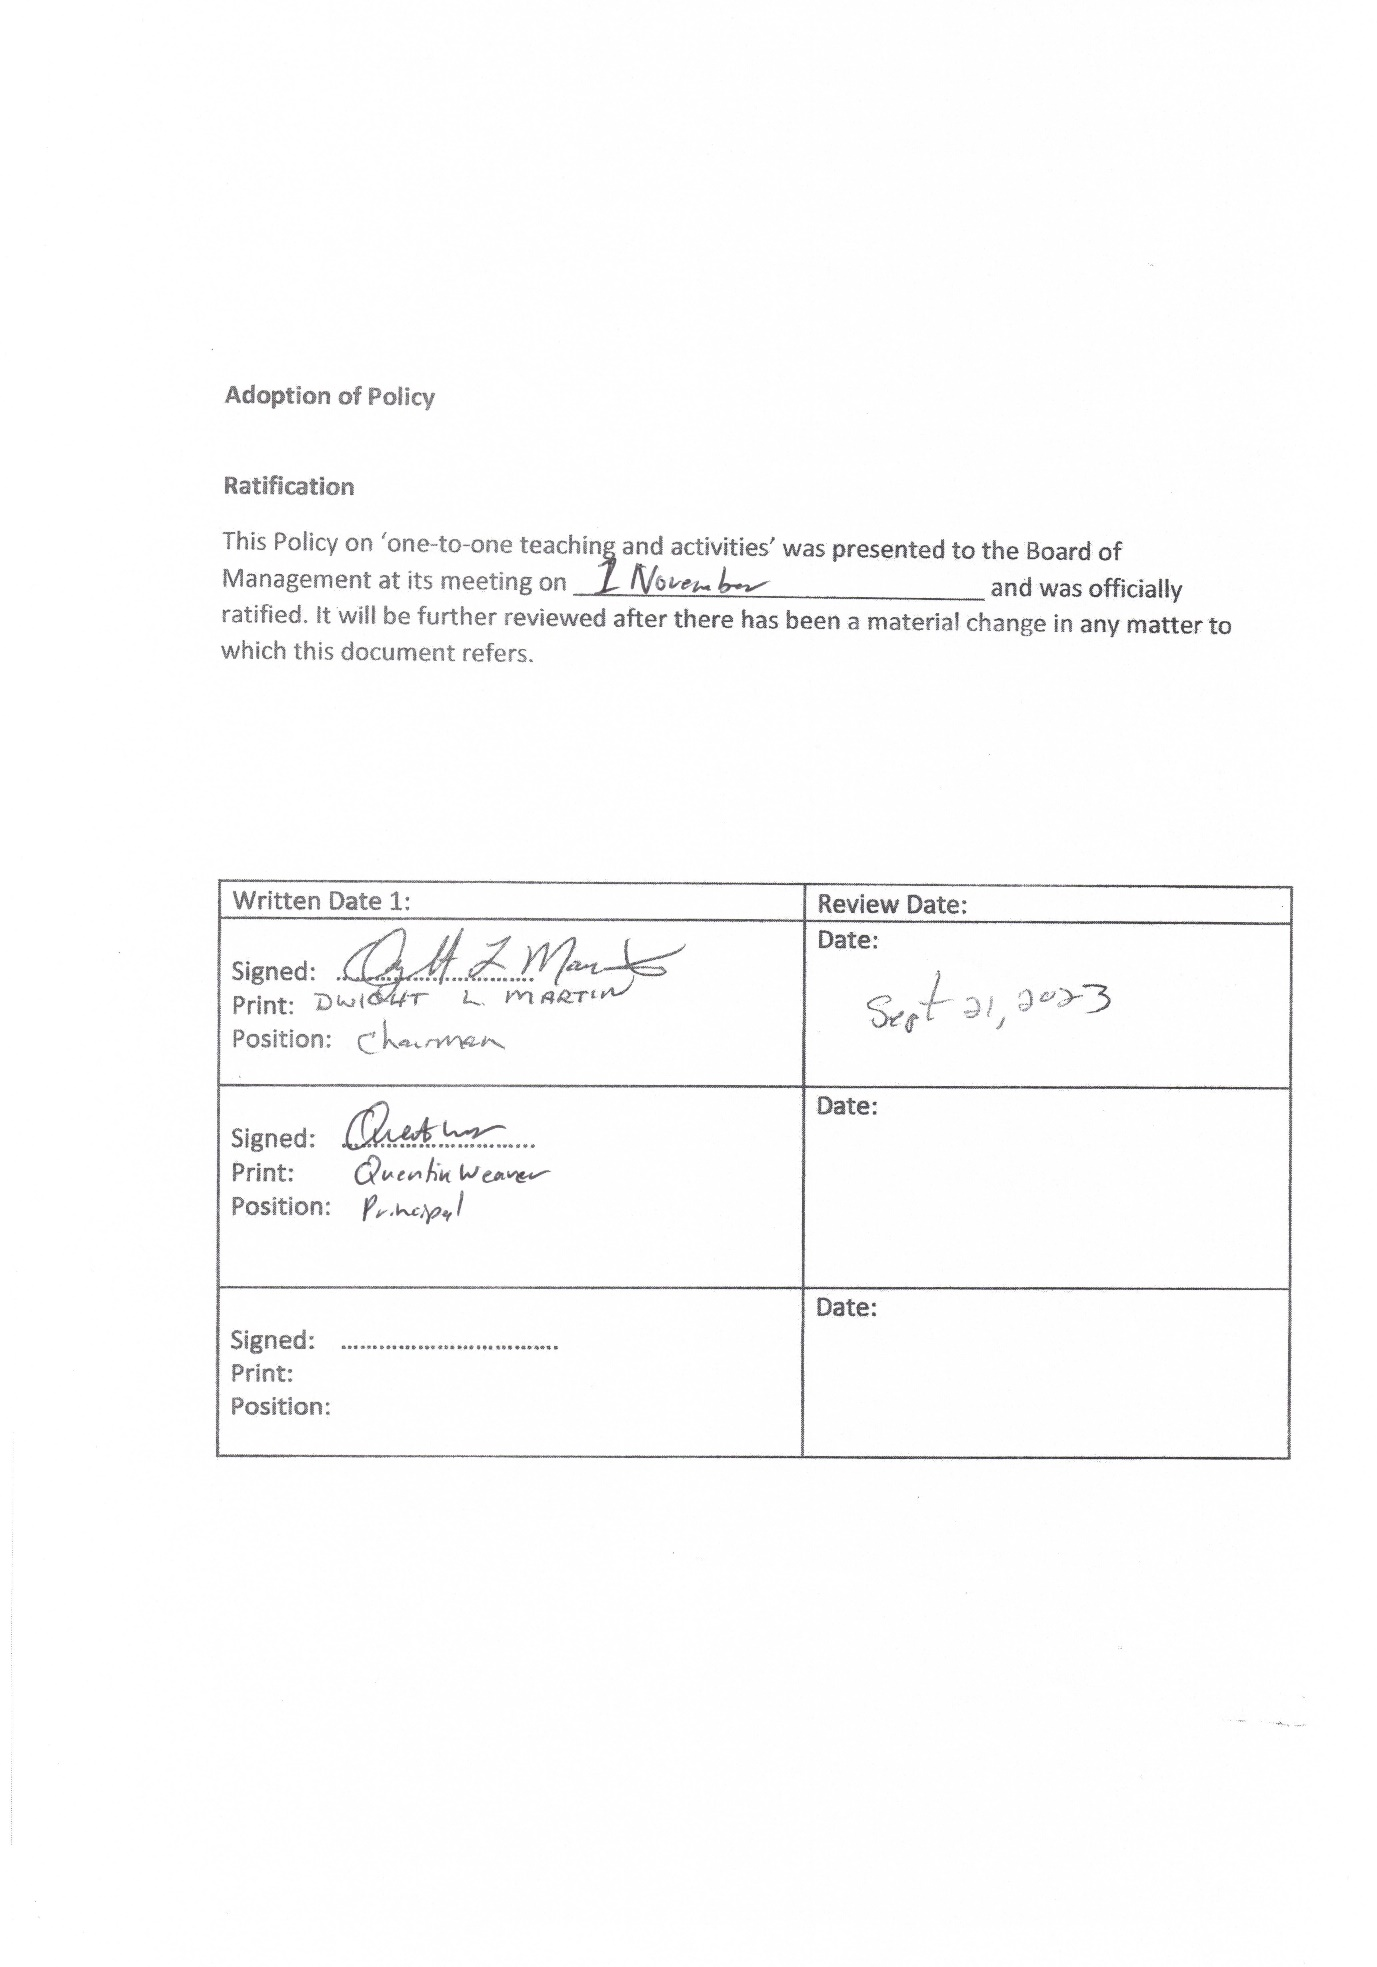 Adoption of Policy
Ratification
This Policy on ‘one-to-one teaching and activities’ was presented to the Board of
Management at its meeting on 1 November and was officially
ratified. It will be further reviewed after there has been a material change in any matter to
which this document refers.
Written Date 1:
Review Date:
Signed: Dwight L Martin
Print: DWIGHT L MARTIN
Position: Chairman
Date:
Sept 21, 2023
Signed:
Print: Quentin Weaver
Position: Principal
Date:
Signed: ....................................
Print:
Position:
Date: